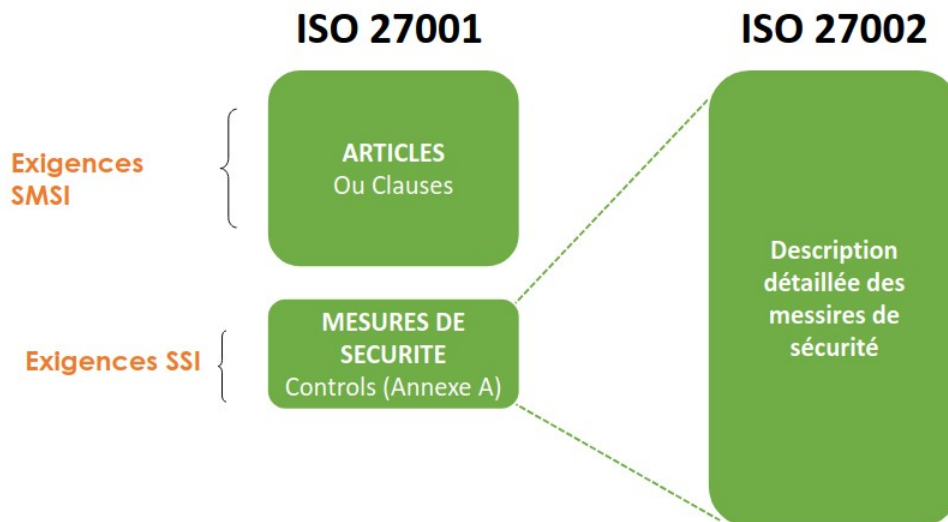 ISO 27001
ISO 27002
Exigences
SMSI
ARTICLES
Ou Clauses
Exigences SSI
MESURES DE
SECURITE
Controls (Annexe A)
Description
détaillée des
messires de
sécurité